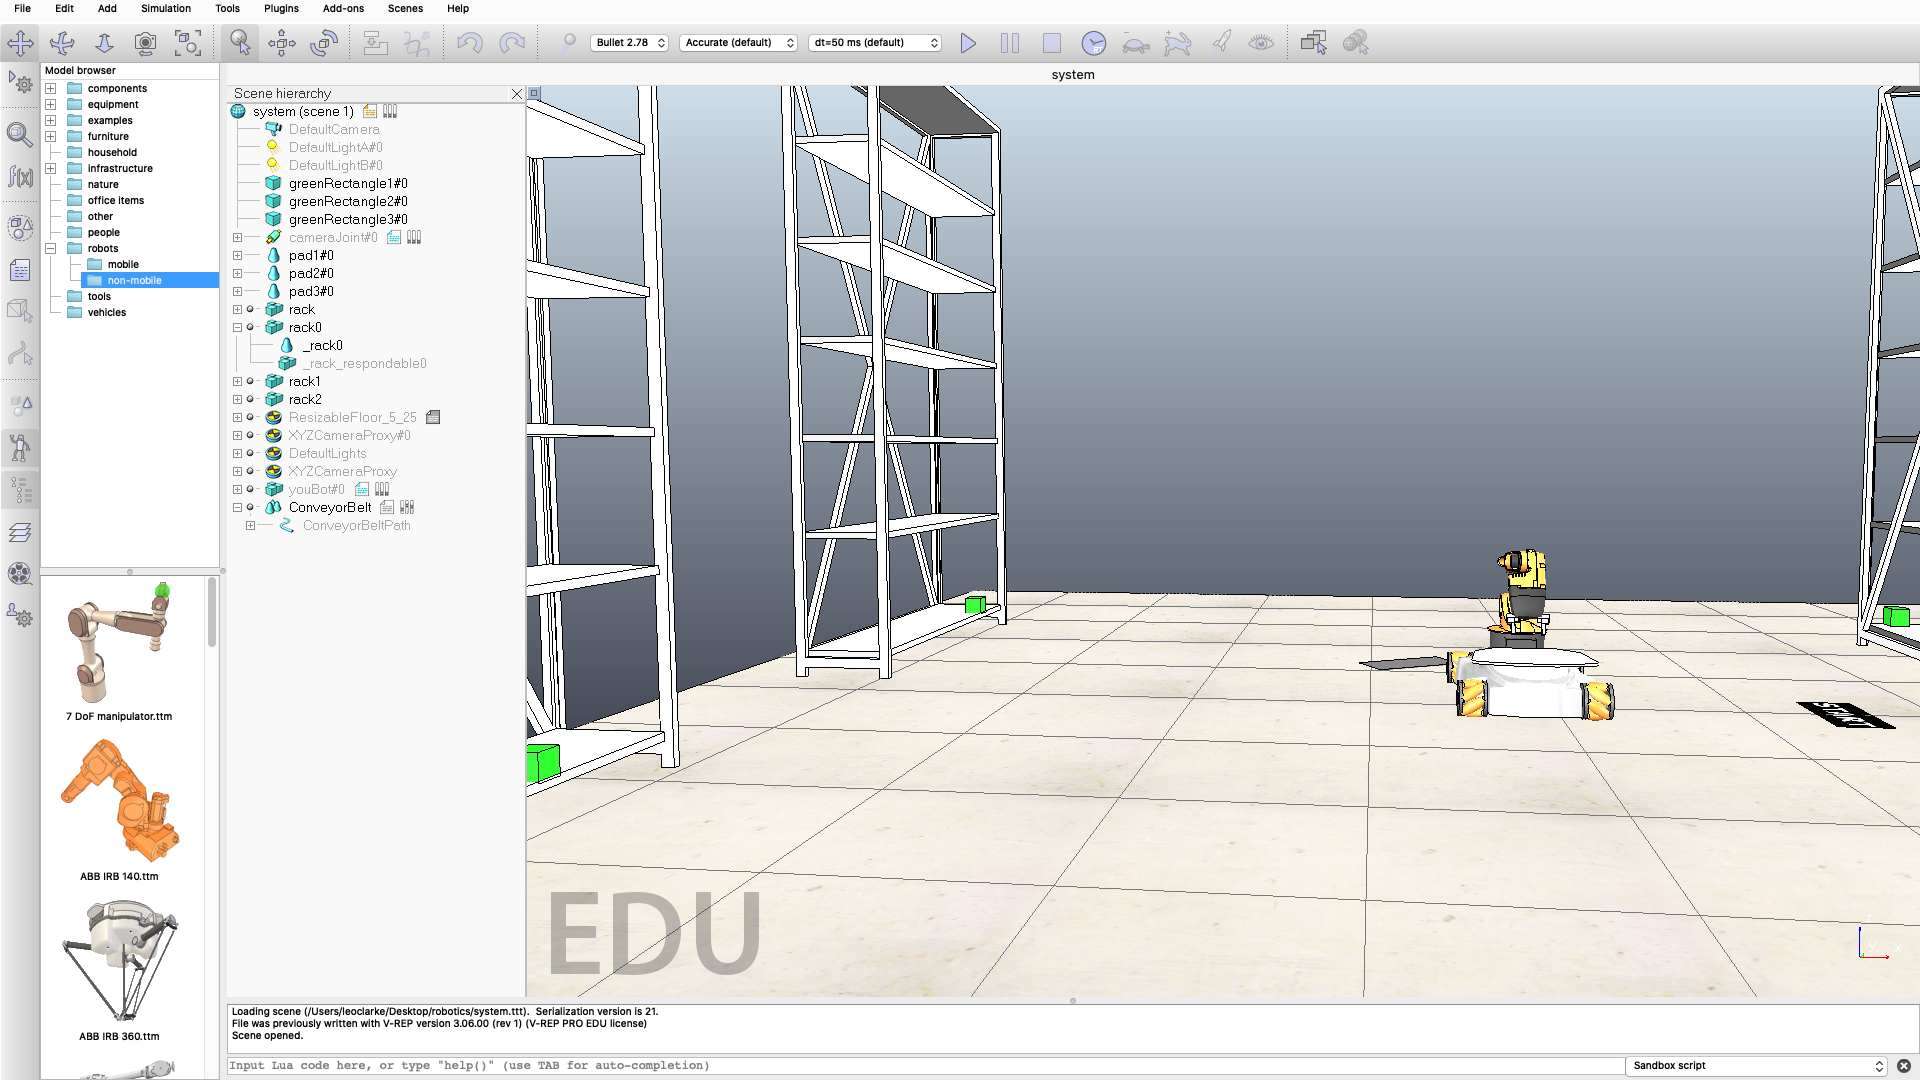 File Edit Add Simulation Tools Plugins Add-ons Scenes Help
Bullet 2.78 Accurate (default) dt=50 ms (default) RT
Model browser
components
equipment
examples
furniture
household
infrastructure
nature
office items
other
people
robots
mobile
non-mobile
tools
vehicles
7 DoF manipulator.ttm
ABB IRB 140.ttm
ABB IRB 360.ttm
system
Scene hierarchy
system (scene 1)
DefaultCamera
DefaultLightA#0
DefaultLightB#0
greenRectangle1#0
greenRectangle2#0
greenRectangle3#0
cameraJoint#0
pad1#0
pad2#0
pad3#0
rack
rack0
_rack0
_rack_respondable0
rack1
rack2
ResizableFloor_5_25
XYZCameraProxy#0
DefaultLights
XYZCameraProxy
youBot#0
ConveyorBelt
ConveyorBeltPath
START
EDU
Loading scene (/Users/leoclarke/Desktop/robotics/system.ttt). Serialization version is 21.
File was previously written with V-REP version 3.06.00 (rev 1) (V-REP PRO EDU license)
Scene opened.
Input Lua code here, or type "help()" (use TAB for auto-completion)
Sandbox script